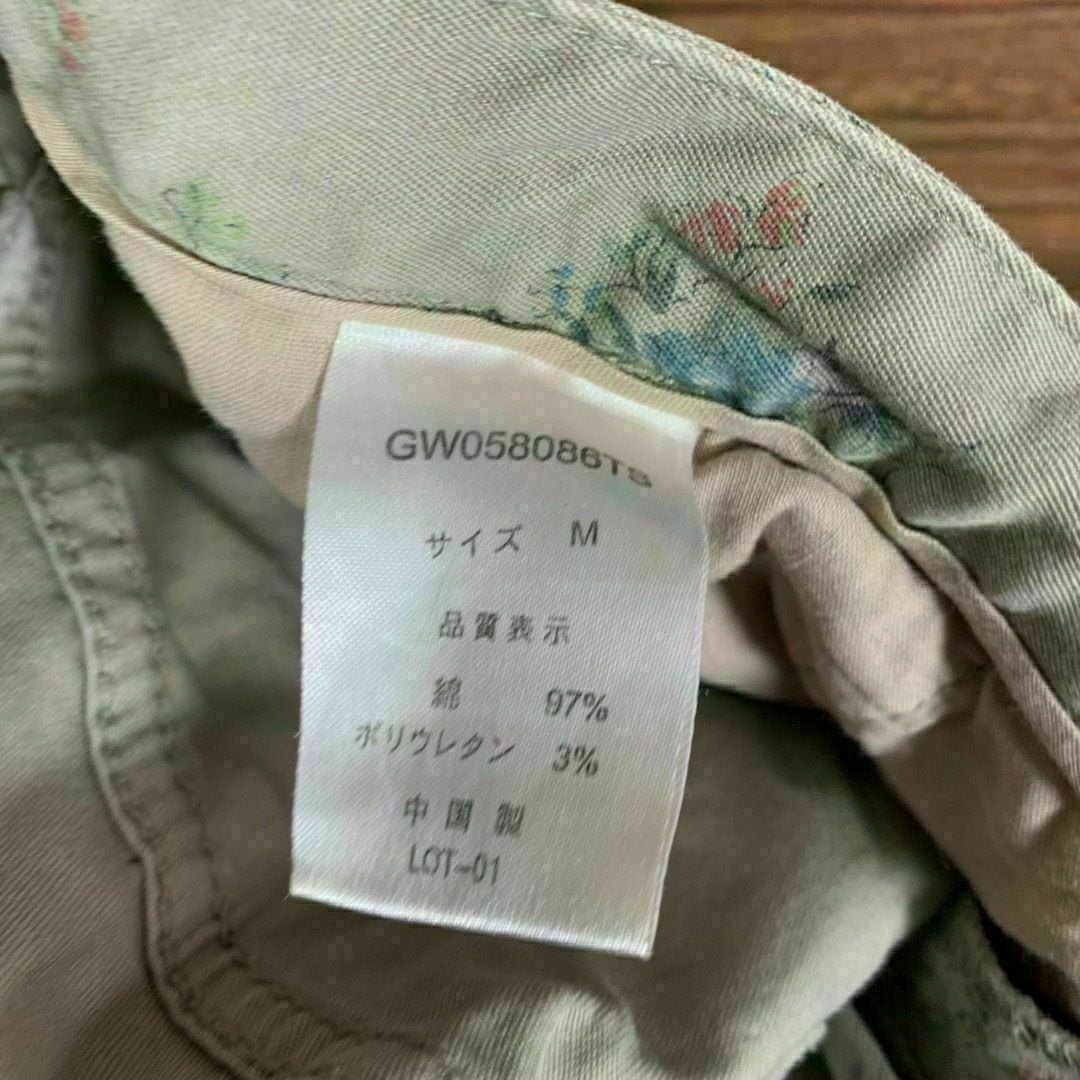 GW058086TS
サイズ M
品質表示
綿 97%
ポリウレタン 3%
中国製
LOT-01